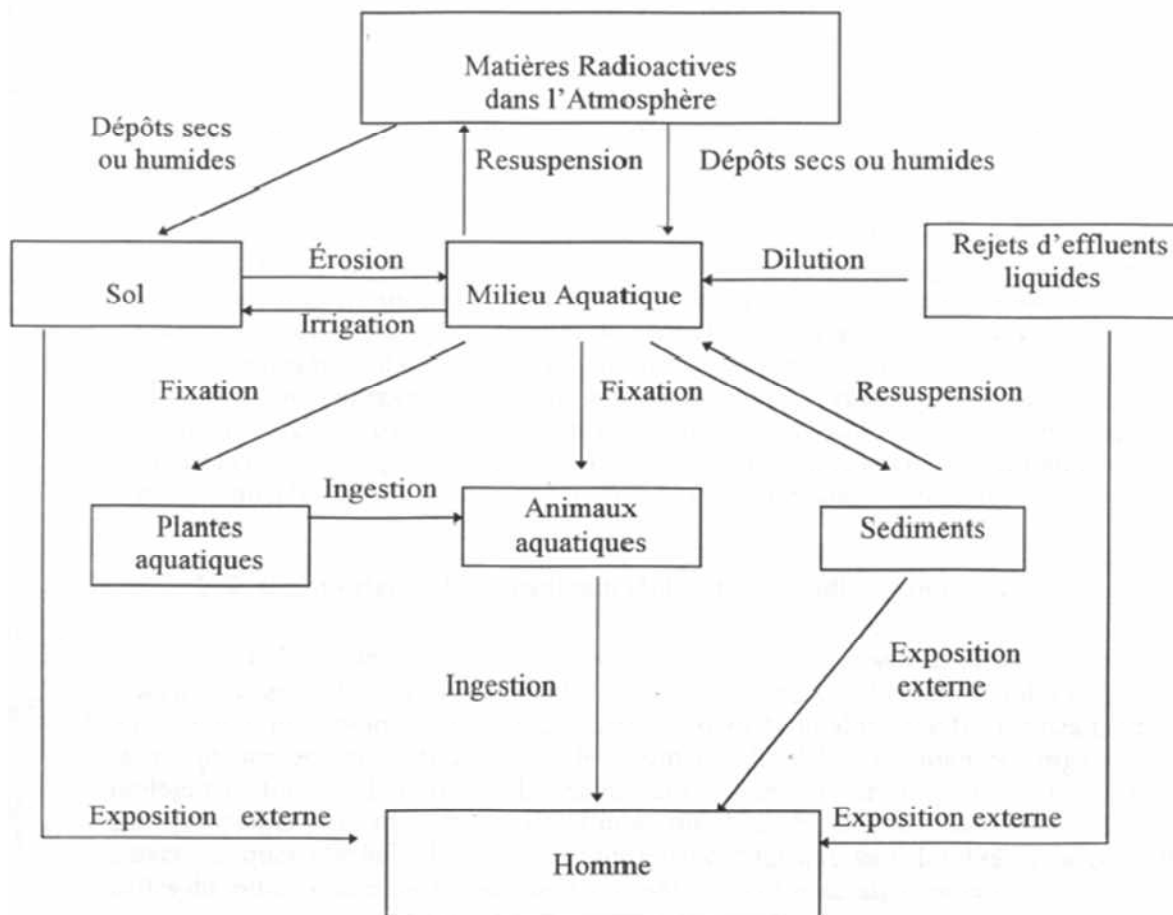 Matières Radioactives
dans l'Atmosphère
Dépôts secs
ou humides
Resuspension
Dépôts secs ou humides
Sol
Érosion
Irrigation
Milieu Aquatique
Dilution
Rejets d'effluents
liquides
Fixation
Fixation
Resuspension
Plantes
aquatiques
Ingestion
Animaux
aquatiques
Sediments
Ingestion
Exposition
externe
Exposition externe
Exposition externe
Homme